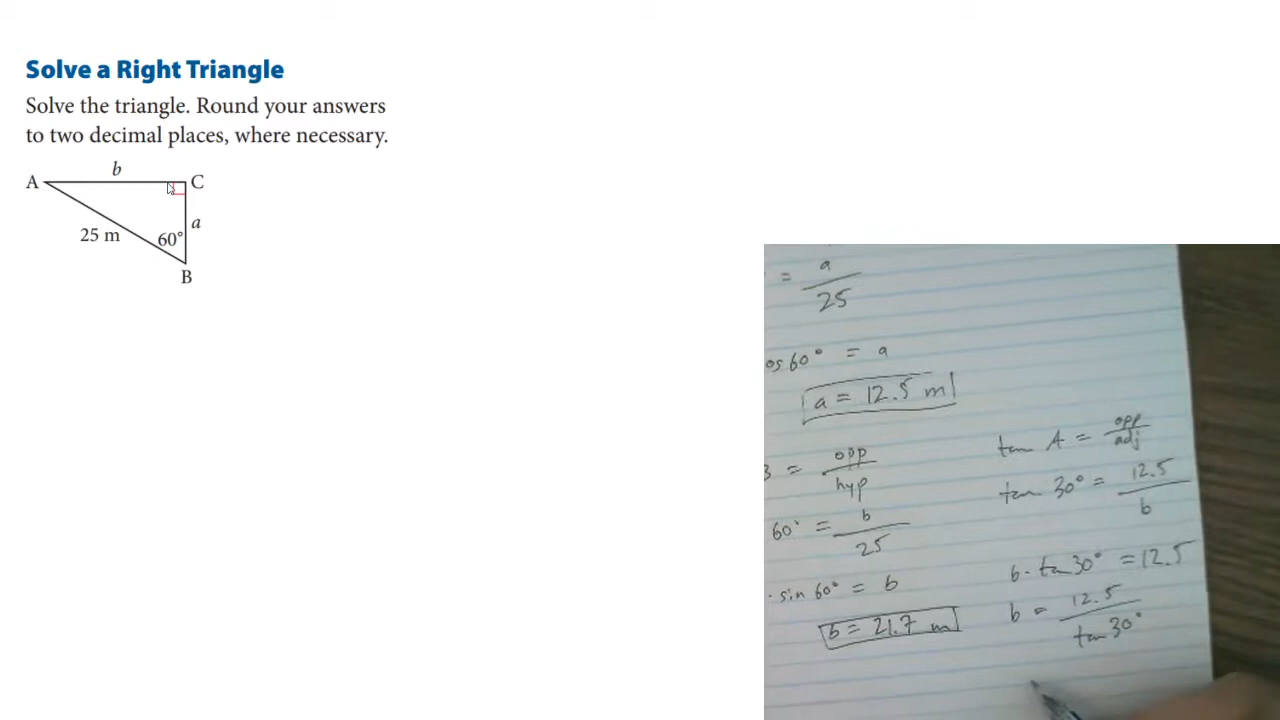 Solve a Right Triangle
Solve the triangle. Round your answers
to two decimal places, where necessary.
b
A
C
a
25 m
60°
B
= a
25
os 60° = a
a = 12.5 m
= opp
hyp
60° = b
25
· sin 60° = b
b = 21.7 m
tan A = opp
adj
tan 30° = 12.5
b
b · tan 30° = 12.5
b = 12.5
tan 30°